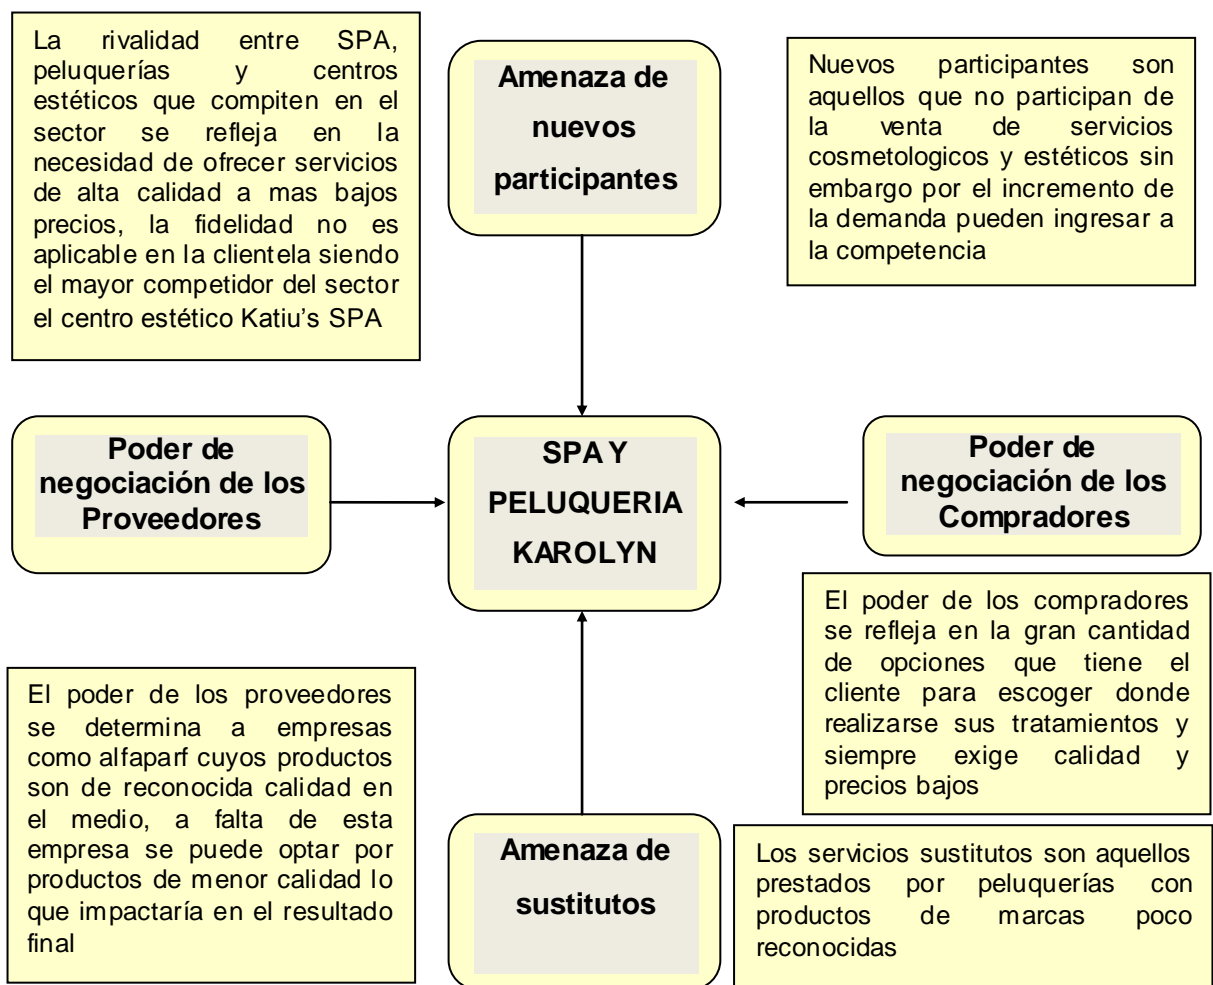 La rivalidad entre SPA,
peluquerías y centros
estéticos que compiten en el
sector se refleja en la
necesidad de ofrecer servicios
de alta calidad a mas bajos
precios, la fidelidad no es
aplicable en la clientela siendo
el mayor competidor del sector
el centro estético Katiu's SPA
Amenaza de
nuevos
participantes
Nuevos participantes son
aquellos que no participan de
la venta de servicios
cosmetologicos y estéticos sin
embargo por el incremento de
la demanda pueden ingresar a
la competencia
Poder de
negociación de los
Proveedores
SPA Y
PELUQUERIA
KAROLYN
Poder de
negociación de los
Compradores
El poder de los proveedores
se determina a empresas
como alfaparf cuyos productos
son de reconocida calidad en
el medio, a falta de esta
empresa se puede optar por
productos de menor calidad lo
que impactaría en el resultado
final
El poder de los compradores
se refleja en la gran cantidad
de opciones que tiene el
cliente para escoger donde
realizarse sus tratamientos y
siempre exige calidad y
precios bajos
Amenaza de
sustitutos
Los servicios sustitutos son aquellos
prestados por peluquerías con
productos de marcas poco
reconocidas